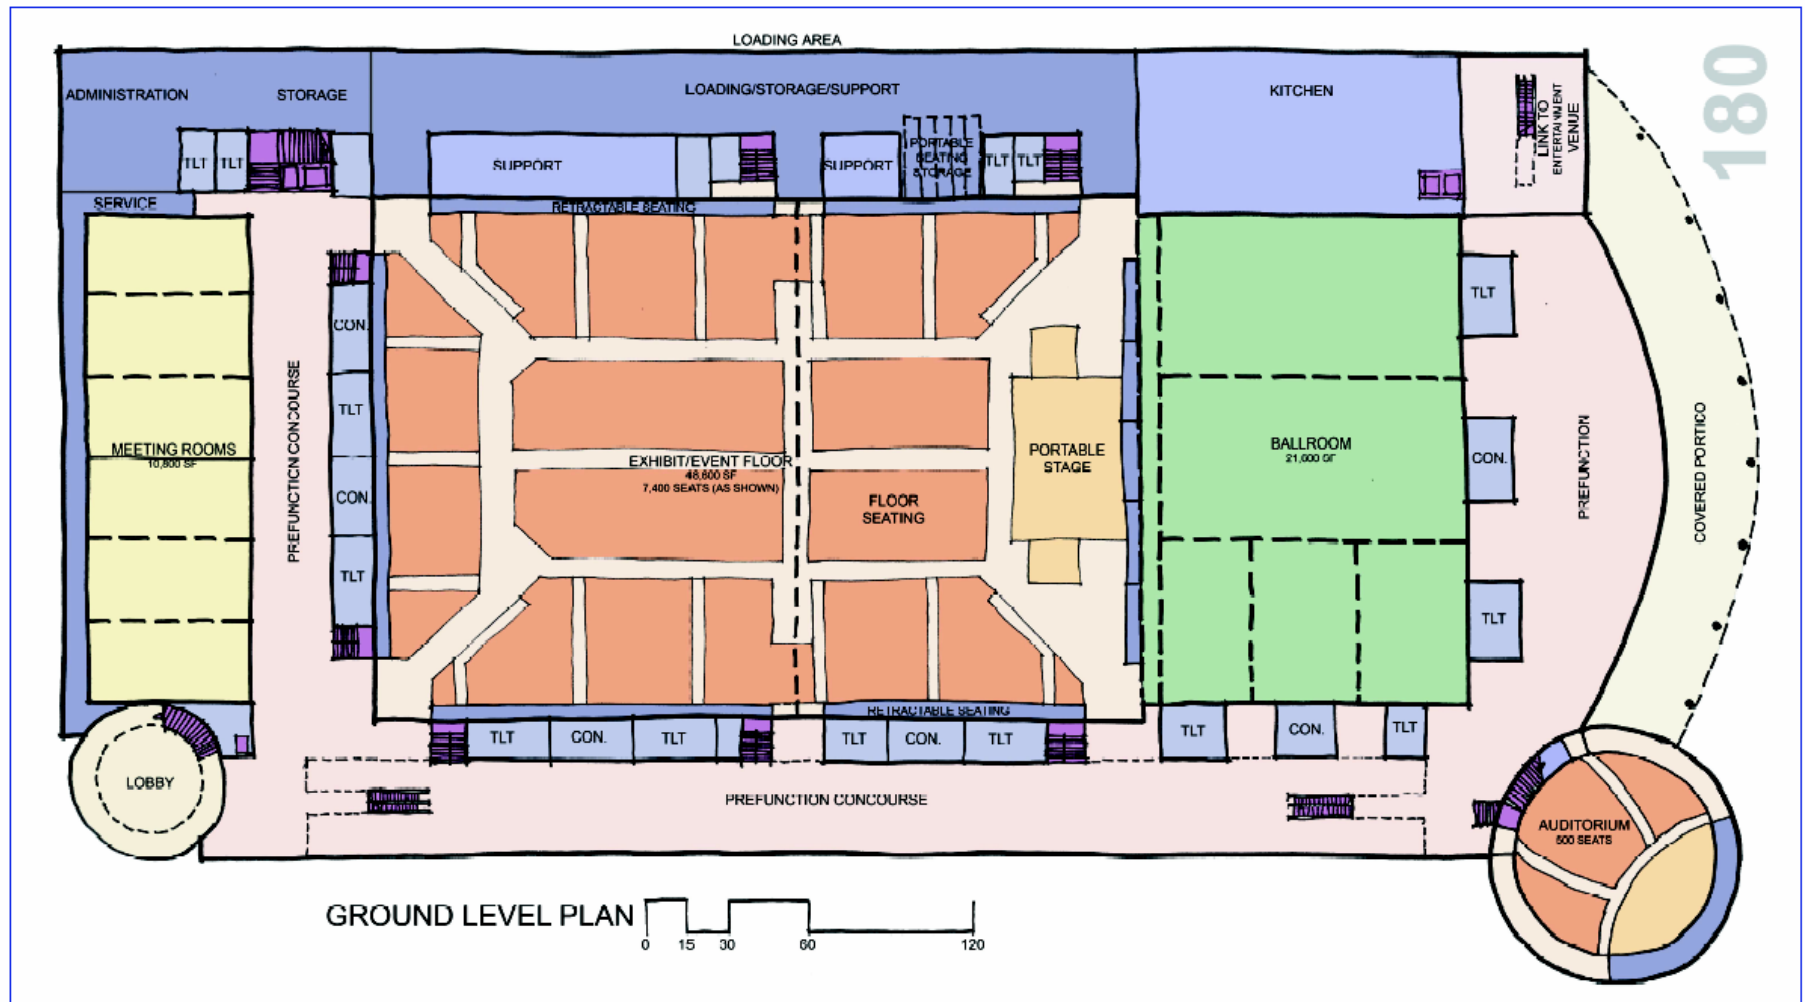 LOADING AREA
180
ADMINISTRATION
STORAGE
LOADING/STORAGE/SUPPORT
KITCHEN
LINK TO
ENTERTAINMENT
VENUE
TLT
TLT
SUPPORT
SUPPORT
PORTABLE
SEATING
STORAGE
TLT
TLT
SERVICE
RETRACTABLE SEATING
CON.
TLT
CON.
TLT
PREFUNCTION CONCOURSE
MEETING ROOMS
10,800 SF
EXHIBIT/EVENT FLOOR
48,600 SF
7,400 SEATS (AS SHOWN)
FLOOR
SEATING
PORTABLE
STAGE
BALLROOM
21,600 SF
TLT
CON.
TLT
PREFUNCTION
COVERED PORTICO
RETRACTABLE SEATING
TLT
CON.
TLT
TLT
CON.
TLT
TLT
CON.
TLT
LOBBY
PREFUNCTION CONCOURSE
AUDITORIUM
500 SEATS
GROUND LEVEL PLAN
0 15 30 60 120